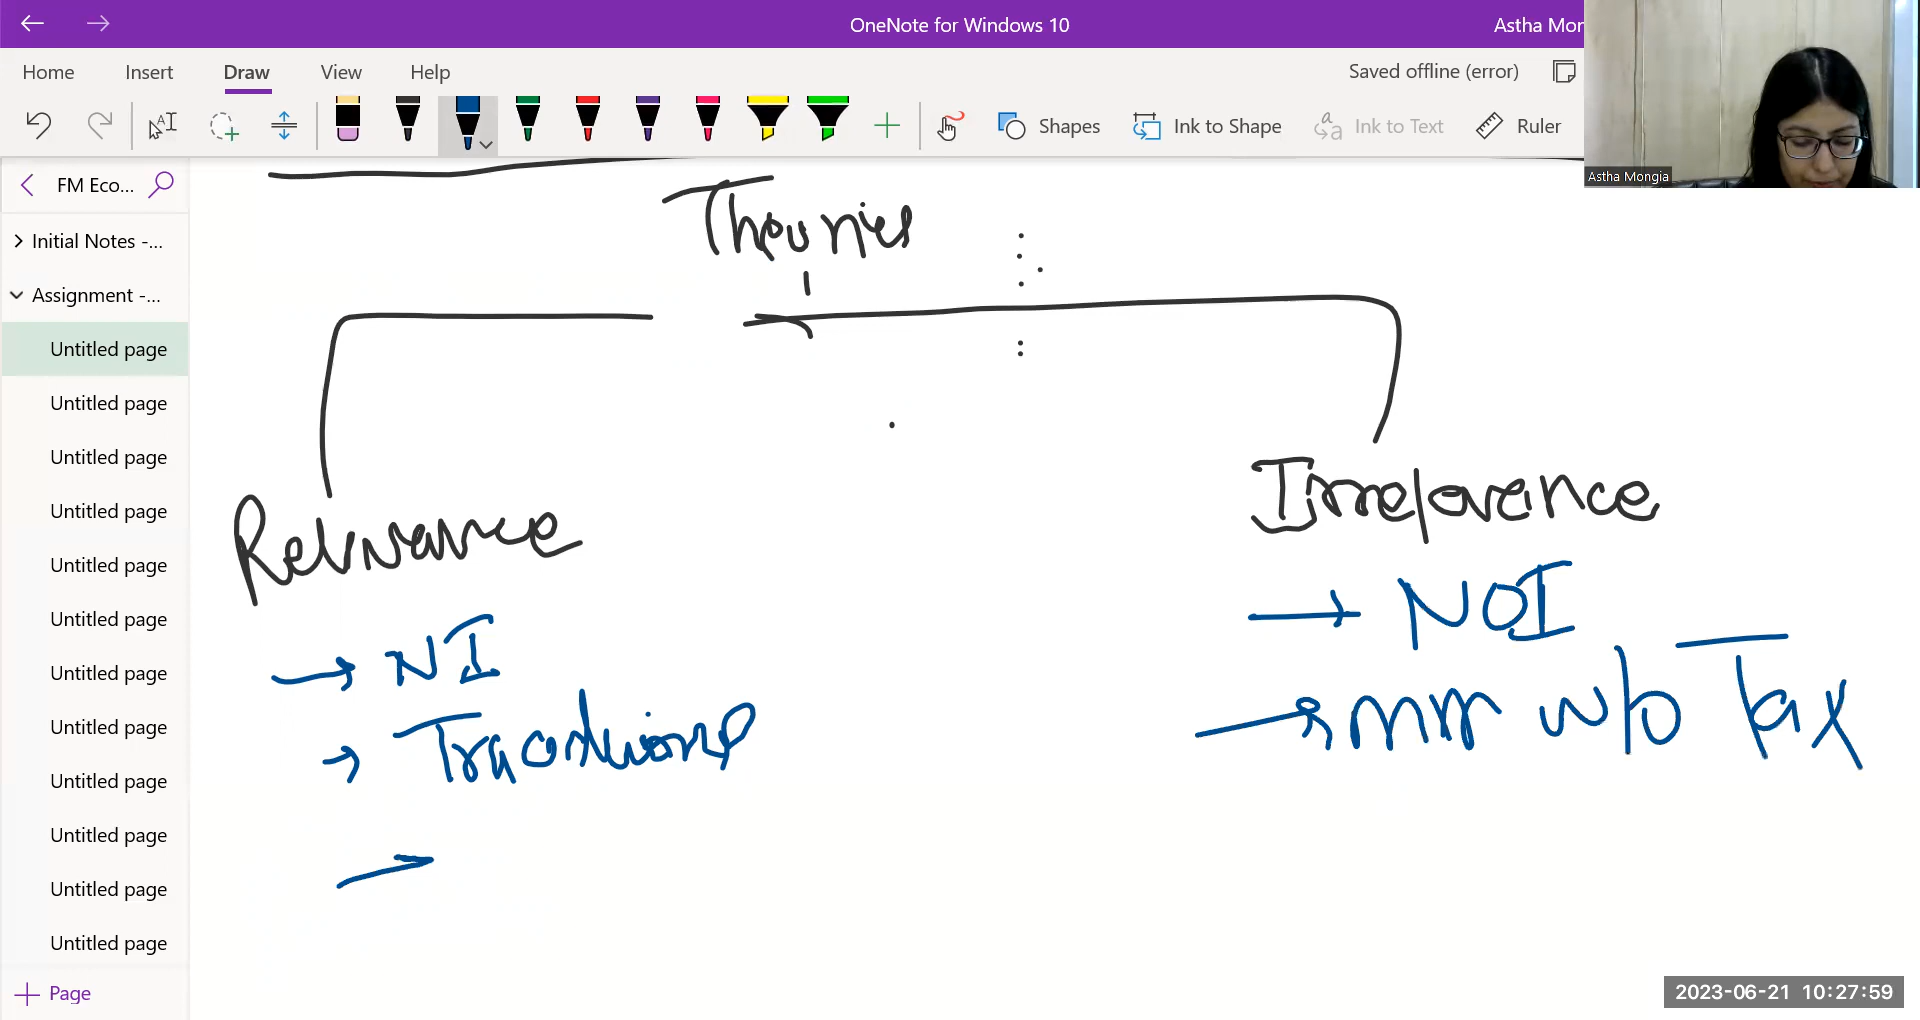 OneNote for Windows 10
Astha Mor
Home Insert Draw View Help
Saved offline (error)
Shapes Ink to Shape Ink to Text Ruler
Astha Mongia
FM Eco...
Initial Notes -...
Assignment -...
Untitled page
Untitled page
Untitled page
Untitled page
Untitled page
Untitled page
Untitled page
Untitled page
Untitled page
Untitled page
Untitled page
Untitled page
Page
Theories
Relevance
→ NI
→ Traditional
→
Irrelevance
→ NOI
→ MM w/o Tax
2023-06-21 10:27:59